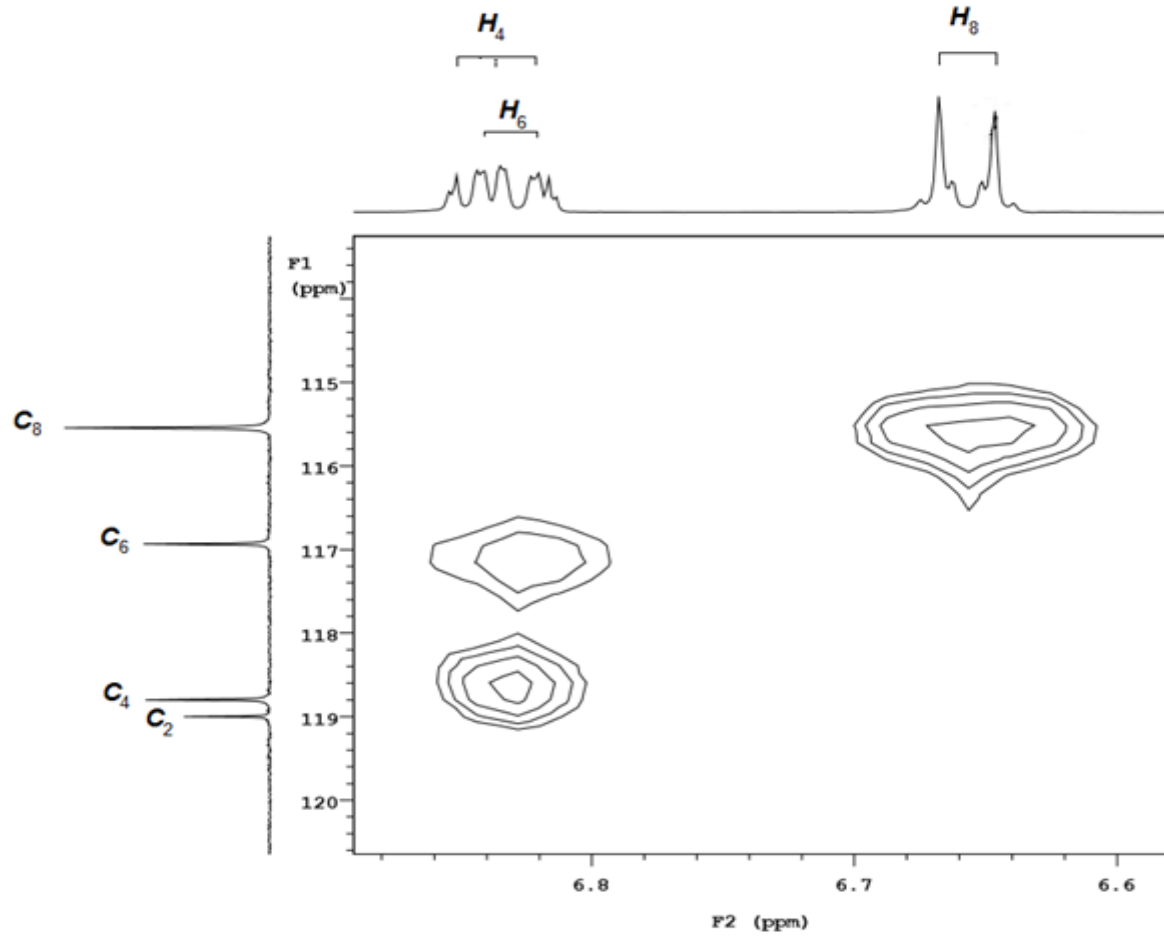 H₄
H₈
H₆
F1
(ppm)
115
C₈
116
117
C₆
118
C₄
119
C₂
120
6.8
6.7
6.6
F2 (ppm)